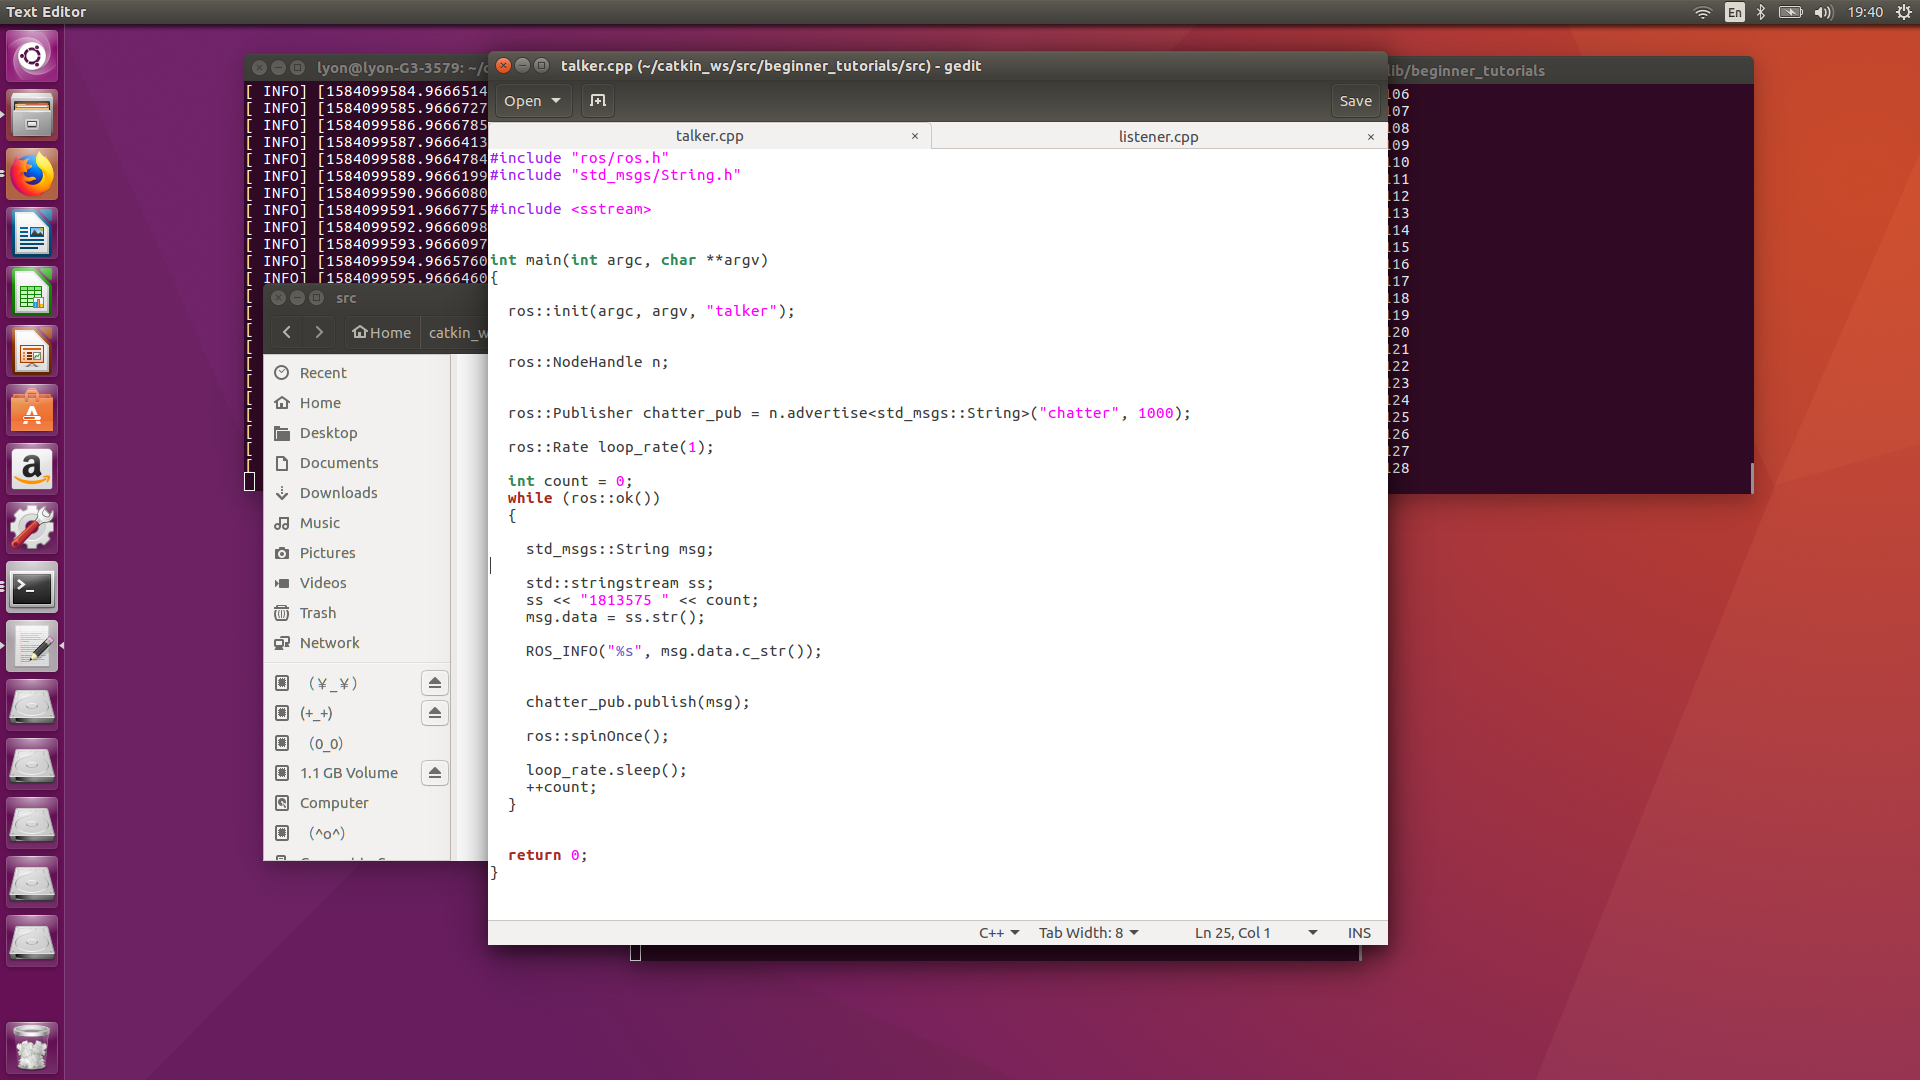 Text Editor
En
19:40
lyon@lyon-G3-3579: ~/c
[ INFO] [1584099584.9666514
[ INFO] [1584099585.9666727
[ INFO] [1584099586.9666785
[ INFO] [1584099587.9666413
[ INFO] [1584099588.9664784
[ INFO] [1584099589.9666199
[ INFO] [1584099590.9666080
[ INFO] [1584099591.9666775
[ INFO] [1584099592.9666098
[ INFO] [1584099593.9666097
[ INFO] [1584099594.9665760
[ INFO] [1584099595.9666460
[
[
[
[
[
[
[
[
[
[
[
src
Home
catkin_w
Recent
Home
Desktop
Documents
Downloads
Music
Pictures
Videos
Trash
Network
（￥_￥）
(+_+)
（0_0）
1.1 GB Volume
Computer
（^o^）
talker.cpp (~/catkin_ws/src/beginner_tutorials/src) - gedit
Open
Save
talker.cpp ×
listener.cpp ×
#include "ros/ros.h"
#include "std_msgs/String.h"
#include <sstream>
int main(int argc, char **argv)
{
ros::init(argc, argv, "talker");
ros::NodeHandle n;
ros::Publisher chatter_pub = n.advertise<std_msgs::String>("chatter", 1000);
ros::Rate loop_rate(1);
int count = 0;
while (ros::ok())
{
std_msgs::String msg;
std::stringstream ss;
ss << "1813575 " << count;
msg.data = ss.str();
ROS_INFO("%s", msg.data.c_str());
chatter_pub.publish(msg);
ros::spinOnce();
loop_rate.sleep();
++count;
}
return 0;
}
C++
Tab Width: 8
Ln 25, Col 1
INS
lib/beginner_tutorials
106
107
108
109
110
111
112
113
114
115
116
117
118
119
120
121
122
123
124
125
126
127
128